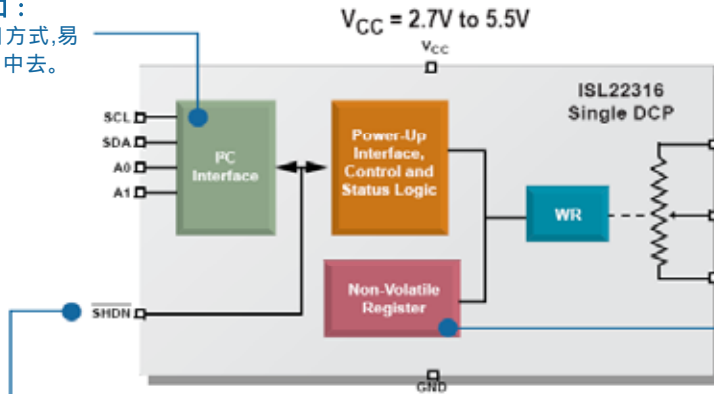 口：
口方式,易
中去。
VCC = 2.7V to 5.5V
VCC
ISL22316
Single DCP
SCL
SDA
A0
A1
I²C
Interface
Power-Up
Interface,
Control and
Status Logic
WR
Non-Volatile
Register
SHDN
GND